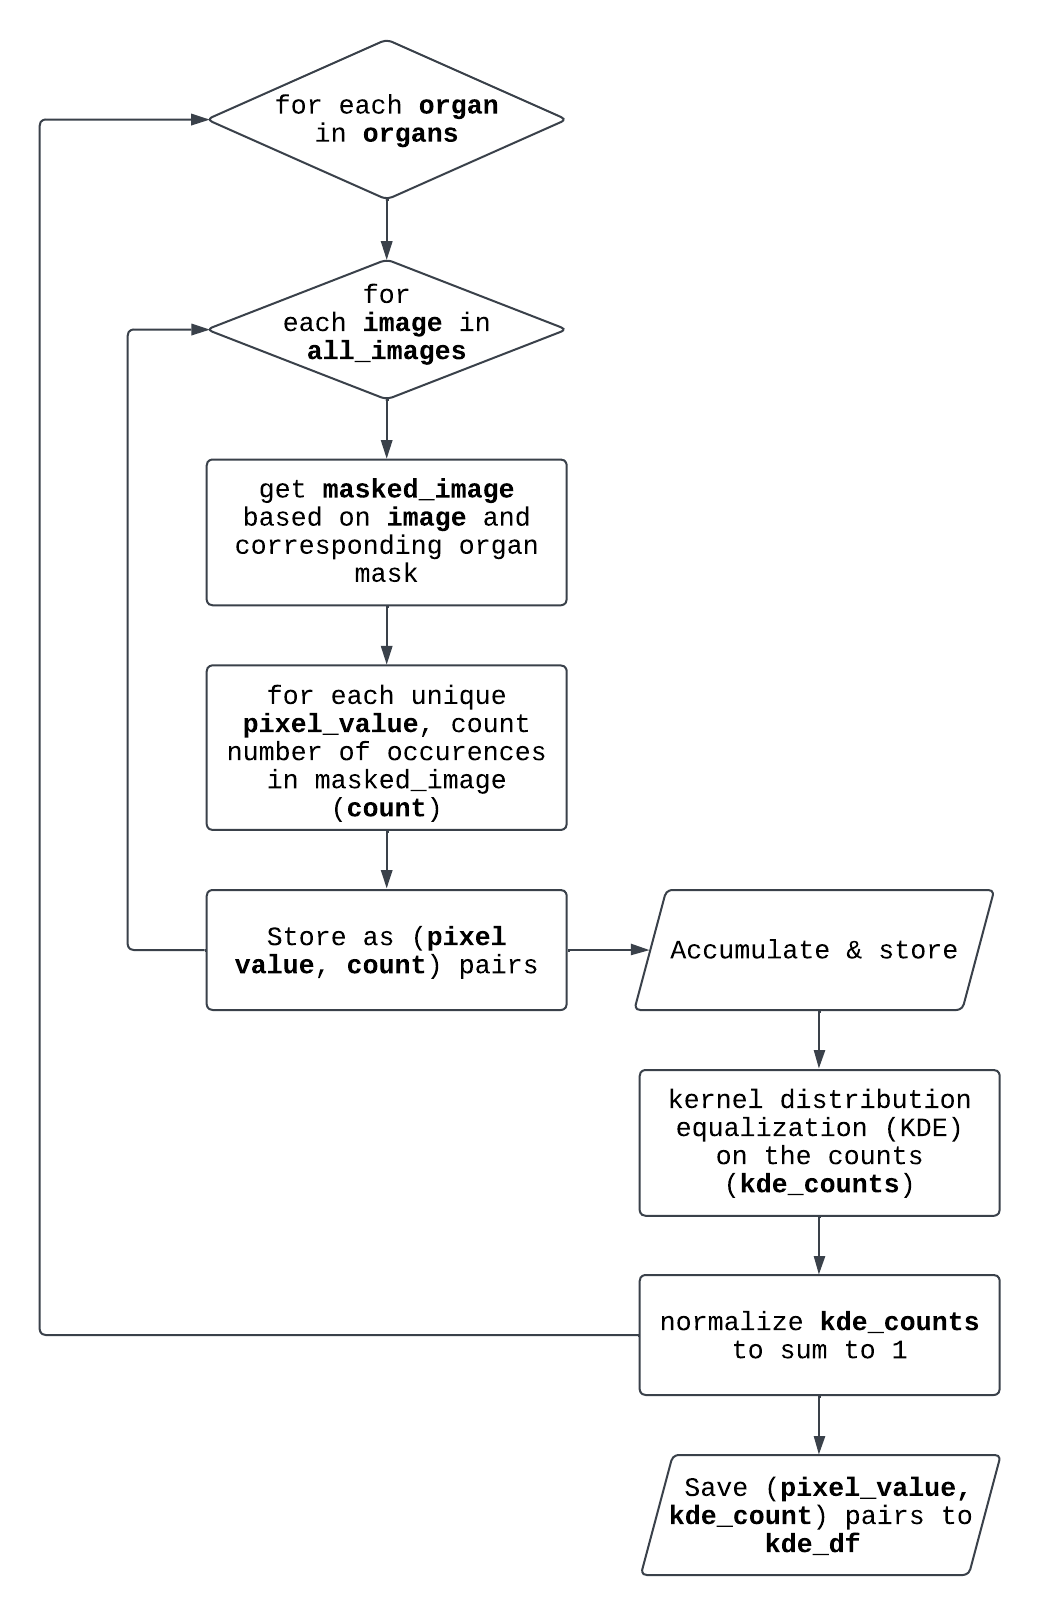 for each organ
in organs
for
each image in
all_images
get masked_image
based on image and
corresponding organ
mask
for each unique
pixel_value, count
number of occurences
in masked_image
(count)
Store as (pixel
value, count) pairs
Accumulate & store
kernel distribution
equalization (KDE)
on the counts
(kde_counts)
normalize kde_counts
to sum to 1
Save (pixel_value,
kde_count) pairs to
kde_df